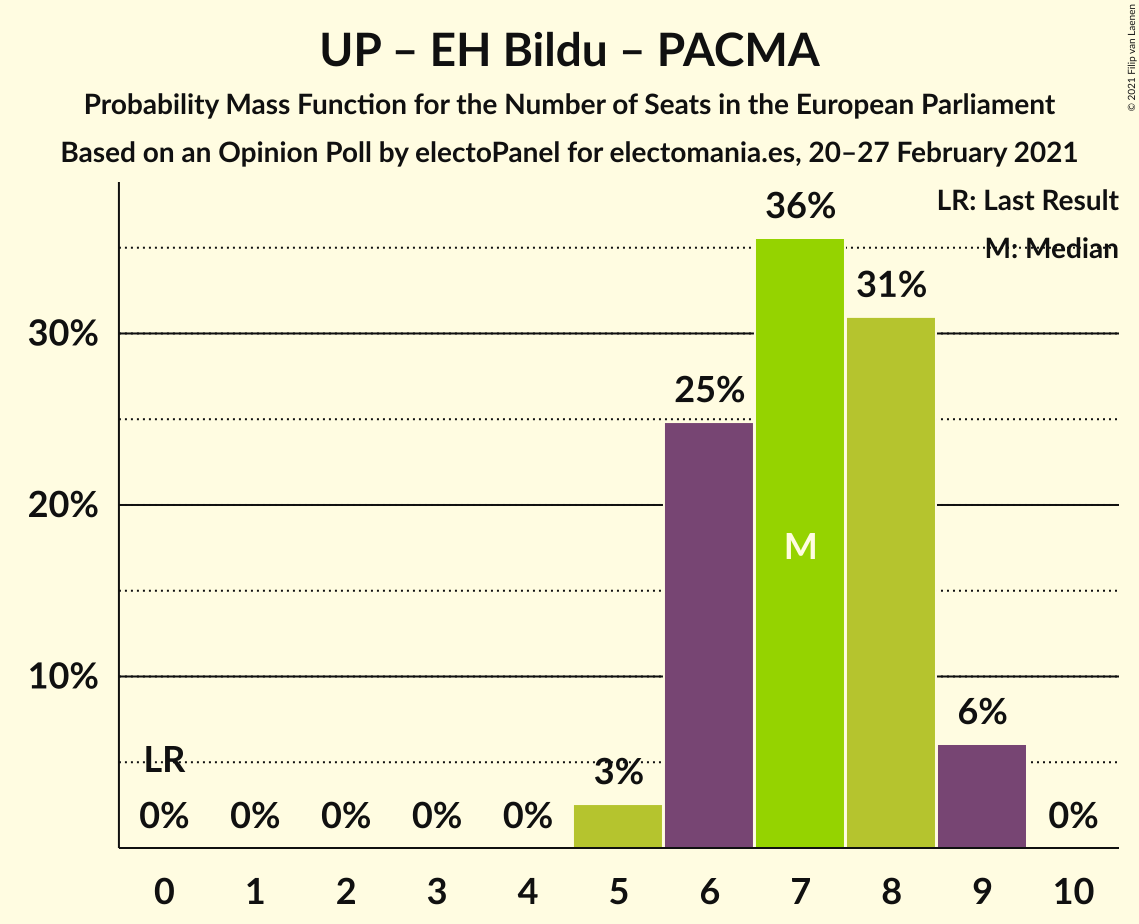 UP – EH Bildu – PACMA
Probability Mass Function for the Number of Seats in the European Parliament
Based on an Opinion Poll by electoPanel for electomania.es, 20–27 February 2021
© 2021 Filip van Laenen
LR: Last Result
M: Median
36%
31%
30%
25%
20%
M
10%
6%
LR
3%
0% 0% 0% 0% 0% 0%
0 1 2 3 4 5 6 7 8 9 10